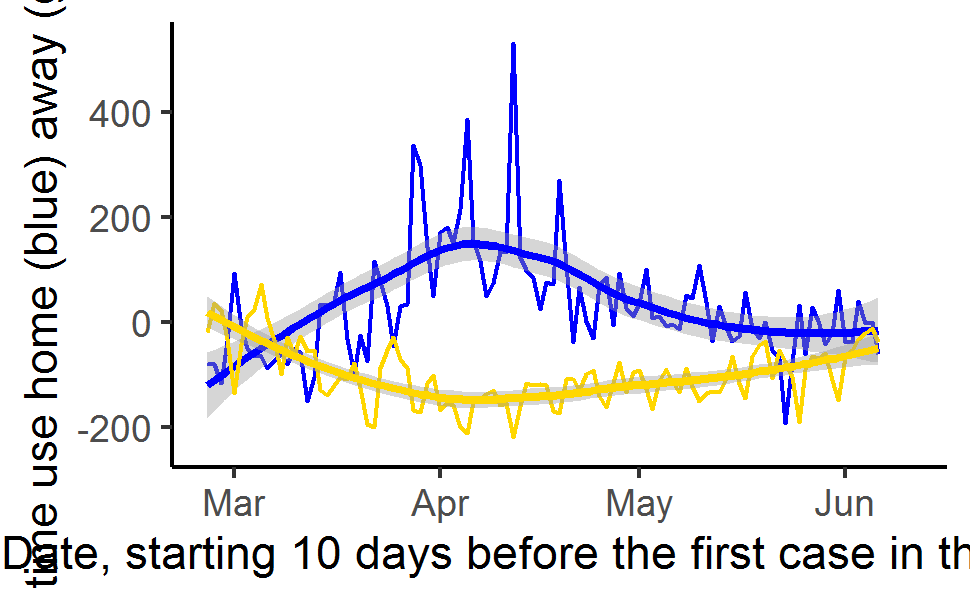 time use home (blue) away (
400
200
0
-200
Mar Apr May Jun
Date, starting 10 days before the first case in th